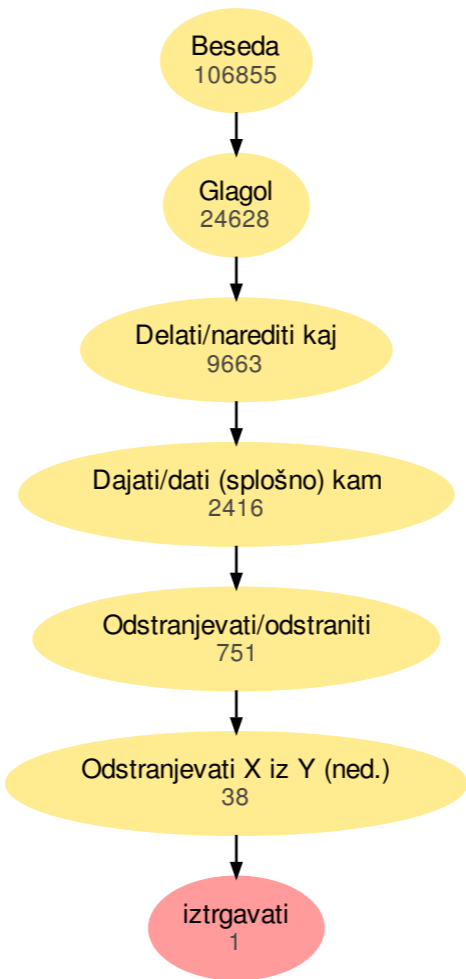 Beseda
106855
Glagol
24628
Delati/narediti kaj
9663
Dajati/dati (splošno) kam
2416
Odstranjevati/odstraniti
751
Odstranjevati X iz Y (ned.)
38
iztrgavati
1